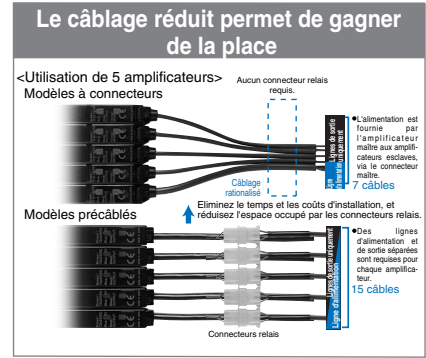 Le câblage réduit permet de gagner
de la place
<Utilisation de 5 amplificateurs>
Modèles à connecteurs
Aucun connecteur relais
requis.
Lignes de sortie
uniquement
Ligne
d'alimentation
●L'alimentation est
fournie par
l'amplificateur
maître aux amplifi-
cateurs esclaves,
via le connecteur
maître.
7 câbles
Câblage
rationalisé
Eliminez le temps et les coûts d'installation, et
réduisez l'espace occupé par les connecteurs relais.
Modèles précâblés
Lignes de sortie uniquement
Ligne d'alimentation
●Des lignes
d'alimentation et
de sortie séparées
sont requises pour
chaque amplifica-
teur.
15 câbles
Connecteurs relais